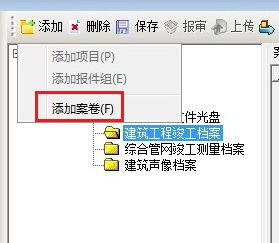 添加 删除 保存 报审 上传
添加项目(P)
添加报件组(E)
添加案卷(F)
文件光盘
建筑工程竣工档案
综合管网竣工测量档案
建筑声像档案